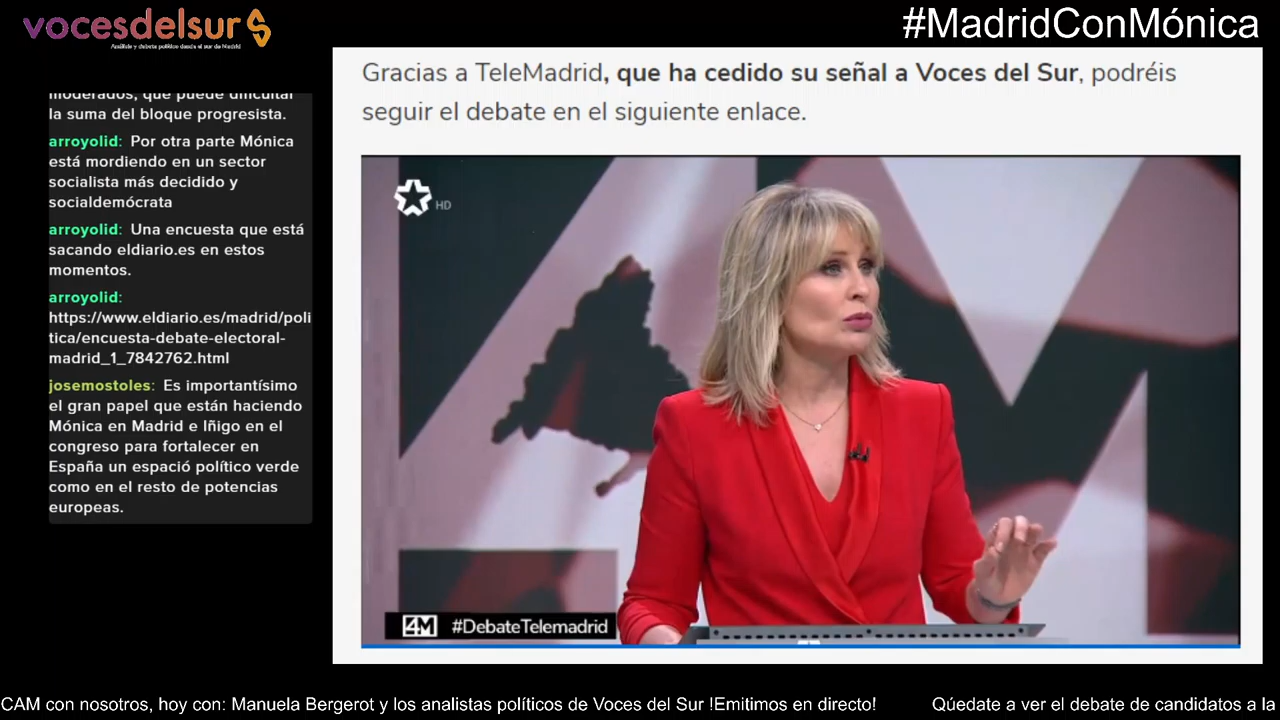 vocesdelsur
Análisis y debate político desde el sur de Madrid
#MadridConMónica
moderados, que puede dificultar
la suma del bloque progresista.
arroyolid: Por otra parte Mónica
está mordiendo en un sector
socialista más decidido y
socialdemócrata
arroyolid: Una encuesta que está
sacando eldiario.es en estos
momentos.
arroyolid:
https://www.eldiario.es/madrid/poli
tica/encuesta-debate-electoral-
madrid_1_7842762.html
josemostoles: Es importantísimo
el gran papel que están haciendo
Mónica en Madrid e Iñigo en el
congreso para fortalecer en
España un espació político verde
como en el resto de potencias
europeas.
Gracias a TeleMadrid, que ha cedido su señal a Voces del Sur, podréis
seguir el debate en el siguiente enlace.
HD
4M #DebateTelemadrid
CAM con nosotros, hoy con: Manuela Bergerot y los analistas políticos de Voces del Sur !Emitimos en directo! Qúedate a ver el debate de candidatos a la